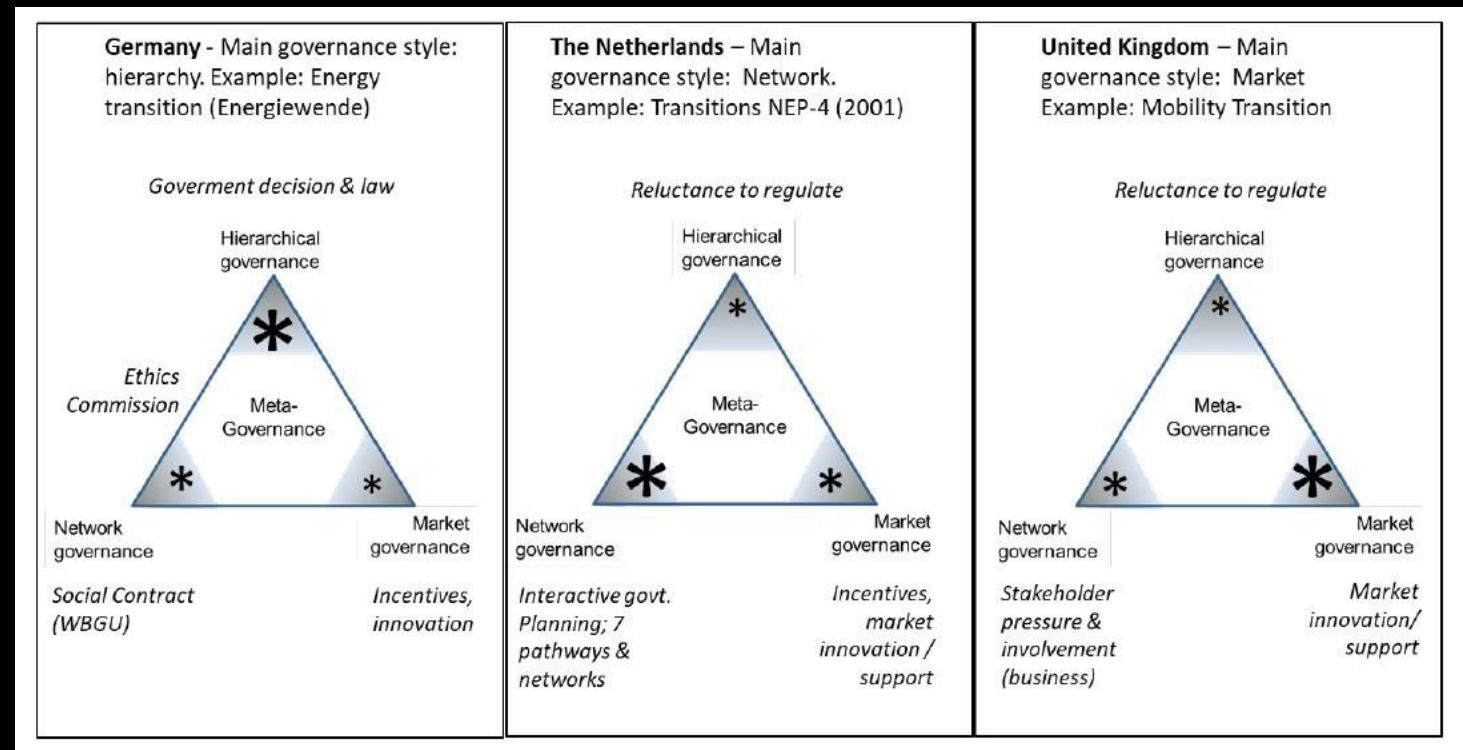 Germany - Main governance style:
hierarchy. Example: Energy
transition (Energiewende)
Goverment decision & law
Hierarchical
governance
*
Ethics
Commission
Meta-
Governance
*
*
Network
governance
Market
governance
Social Contract
(WBGU)
Incentives,
innovation
The Netherlands – Main
governance style: Network.
Example: Transitions NEP-4 (2001)
Reluctance to regulate
Hierarchical
governance
*
Meta-
Governance
*
*
Network
governance
Market
governance
Interactive govt.
Planning; 7
pathways &
networks
Incentives,
market
innovation /
support
United Kingdom – Main
governance style: Market
Example: Mobility Transition
Reluctance to regulate
Hierarchical
governance
*
Meta-
Governance
*
*
Network
governance
Market
governance
Stakeholder
pressure &
involvement
(business)
Market
innovation/
support